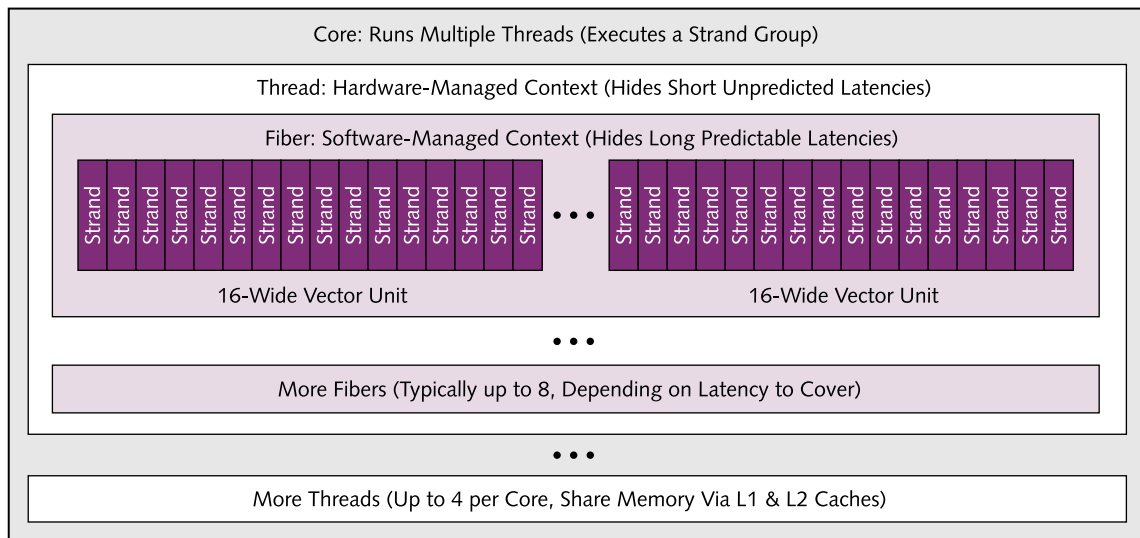 Core: Runs Multiple Threads (Executes a Strand Group)
Thread: Hardware-Managed Context (Hides Short Unpredicted Latencies)
Fiber: Software-Managed Context (Hides Long Predictable Latencies)
Strand Strand Strand Strand Strand Strand Strand Strand Strand Strand Strand Strand Strand Strand Strand Strand
Strand Strand Strand Strand Strand Strand Strand Strand Strand Strand Strand Strand Strand Strand Strand Strand
16-Wide Vector Unit
16-Wide Vector Unit
More Fibers (Typically up to 8, Depending on Latency to Cover)
More Threads (Up to 4 per Core, Share Memory Via L1 & L2 Caches)